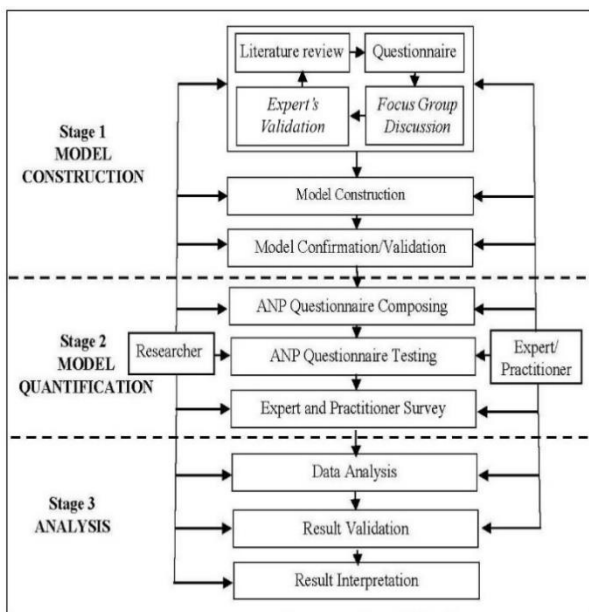 Literature review
Questionnaire
Expert's
Validation
Focus Group
Discussion
Stage 1
MODEL
CONSTRUCTION
Model Construction
Model Confirmation/Validation
ANP Questionnaire Composing
Stage 2
MODEL
QUANTIFICATION
Researcher
ANP Questionnaire Testing
Expert/
Practitioner
Expert and Practitioner Survey
Stage 3
ANALYSIS
Data Analysis
Result Validation
Result Interpretation